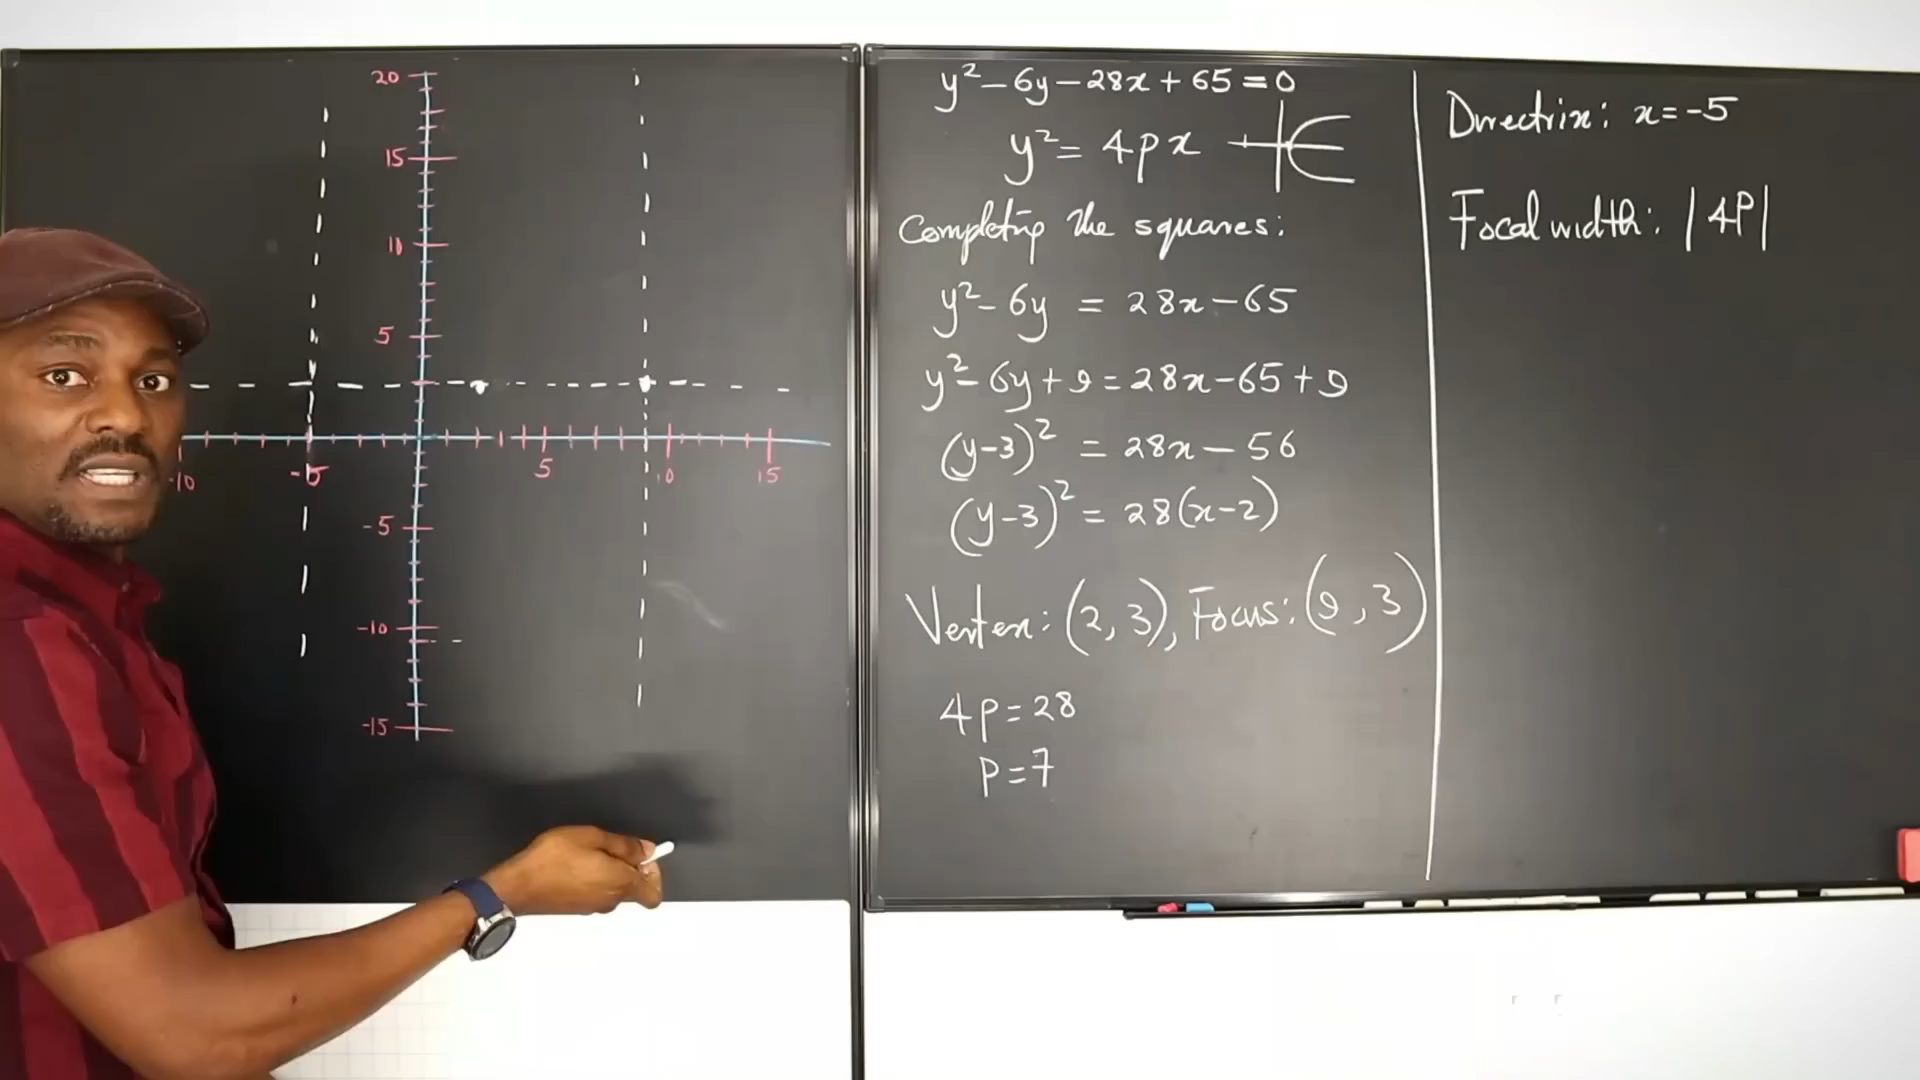 20
15
10
5
-10 -5 5 10 15
-5
-10
-15
y² - 6y - 28x + 65 = 0
y² = 4px
Completing the squares:
y² - 6y = 28x - 65
y² - 6y + 9 = 28x - 65 + 9
(y-3)² = 28x - 56
(y-3)² = 28(x-2)
Vertex: (2, 3), Focus: (9, 3)
4p = 28
p = 7
Directrix: x = -5
Focal width: |4P|